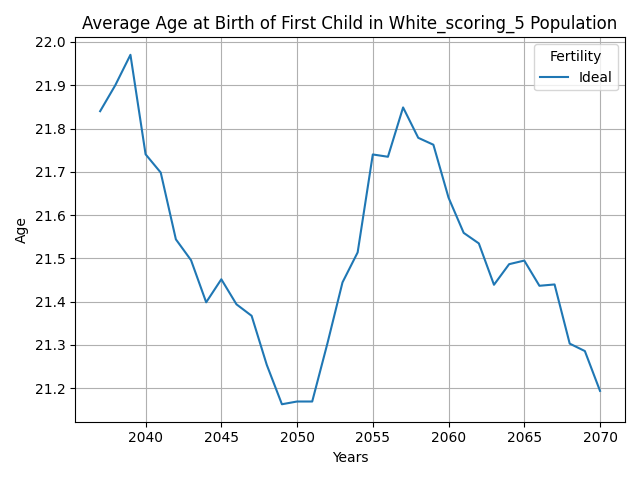 Average Age at Birth of First Child in White_scoring_5 Population
Fertility
Ideal
22.0
21.9
21.8
21.7
21.6
21.5
21.4
21.3
21.2
Age
2040 2045 2050 2055 2060 2065 2070
Years